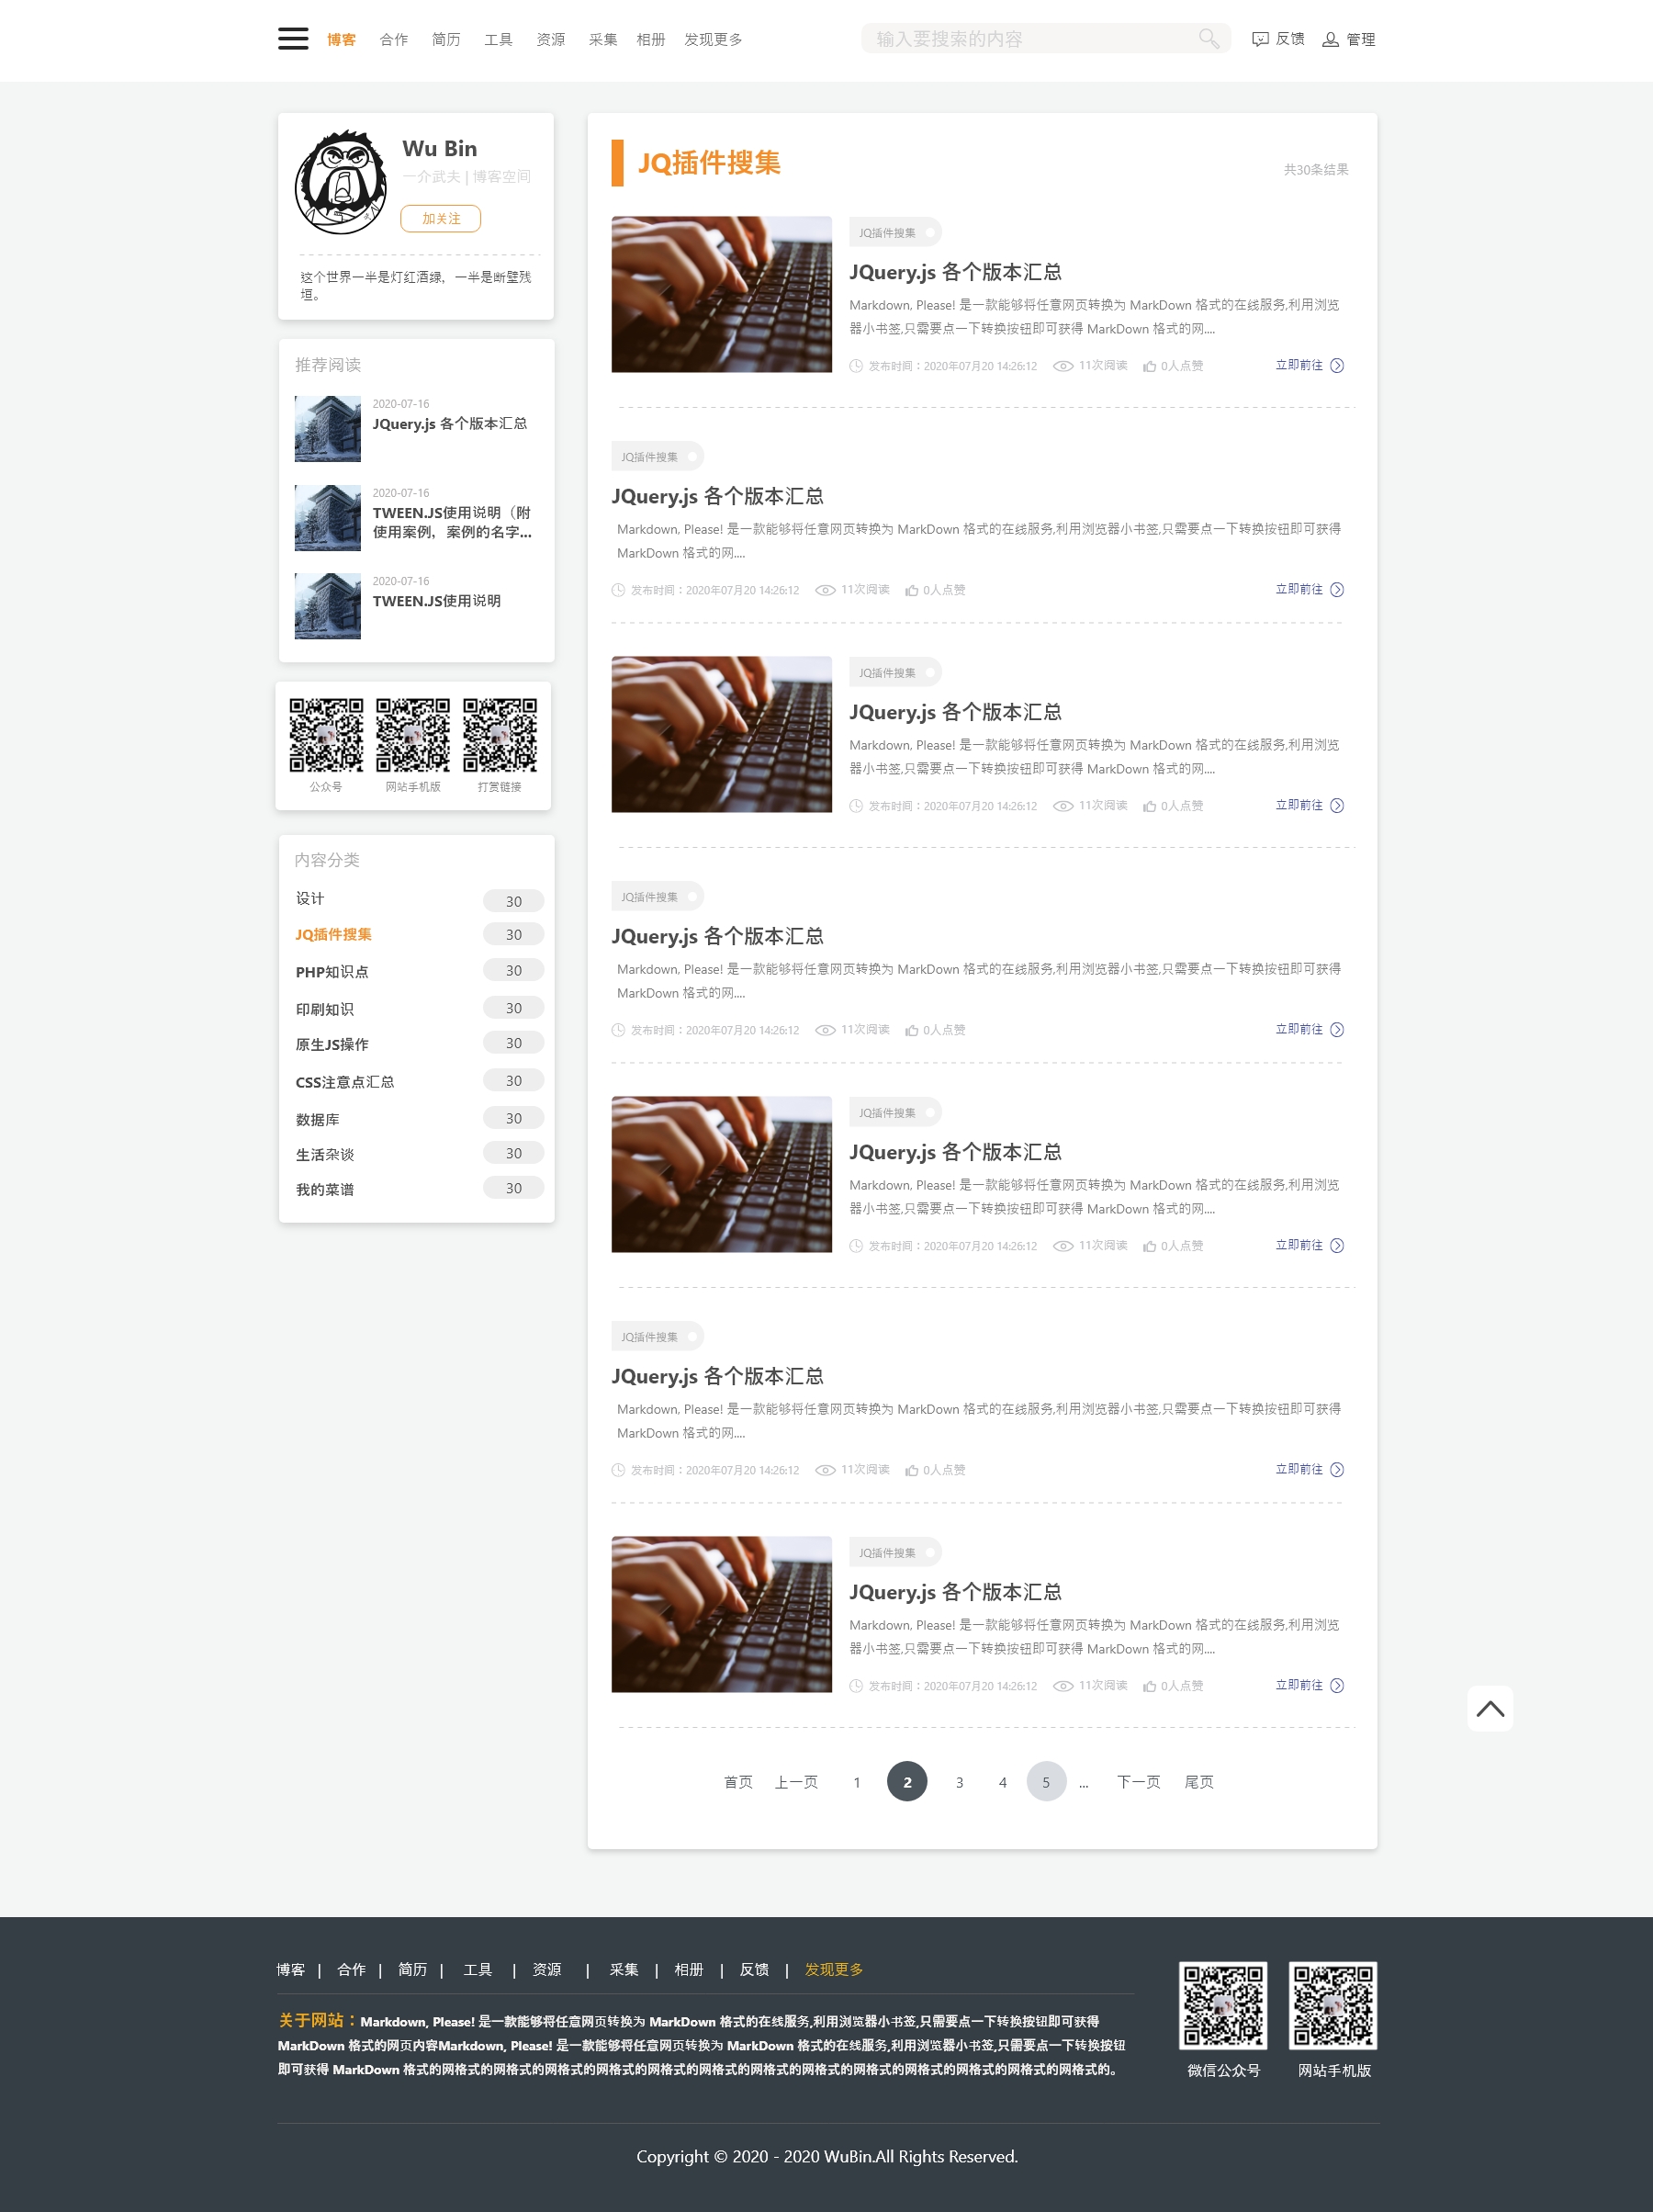 博客 合作 简历 工具 资源 采集 相册 发现更多 输入要搜索的内容 反馈 管理
Wu Bin
一介武夫 | 博客空间
加关注
这个世界一半是灯红酒绿，一半是断壁残
垣。
推荐阅读
2020-07-16
JQuery.js 各个版本汇总
2020-07-16
TWEEN.JS使用说明（附
使用案例，案例的名字...
2020-07-16
TWEEN.JS使用说明
公众号 网站手机版 打赏链接
内容分类
设计 30
JQ插件搜集 30
PHP知识点 30
印刷知识 30
原生JS操作 30
CSS注意点汇总 30
数据库 30
生活杂谈 30
我的菜谱 30
JQ插件搜集 共30条结果
JQ插件搜集
JQuery.js 各个版本汇总
Markdown, Please! 是一款能够将任意网页转换为 MarkDown 格式的在线服务,利用浏览
器小书签,只需要点一下转换按钮即可获得 MarkDown 格式的网....
发布时间：2020年07月20 14:26:12 11次阅读 0人点赞 立即前往
JQ插件搜集
JQuery.js 各个版本汇总
Markdown, Please! 是一款能够将任意网页转换为 MarkDown 格式的在线服务,利用浏览器小书签,只需要点一下转换按钮即可获得
MarkDown 格式的网....
发布时间：2020年07月20 14:26:12 11次阅读 0人点赞 立即前往
JQ插件搜集
JQuery.js 各个版本汇总
Markdown, Please! 是一款能够将任意网页转换为 MarkDown 格式的在线服务,利用浏览
器小书签,只需要点一下转换按钮即可获得 MarkDown 格式的网....
发布时间：2020年07月20 14:26:12 11次阅读 0人点赞 立即前往
JQ插件搜集
JQuery.js 各个版本汇总
Markdown, Please! 是一款能够将任意网页转换为 MarkDown 格式的在线服务,利用浏览器小书签,只需要点一下转换按钮即可获得
MarkDown 格式的网....
发布时间：2020年07月20 14:26:12 11次阅读 0人点赞 立即前往
JQ插件搜集
JQuery.js 各个版本汇总
Markdown, Please! 是一款能够将任意网页转换为 MarkDown 格式的在线服务,利用浏览
器小书签,只需要点一下转换按钮即可获得 MarkDown 格式的网....
发布时间：2020年07月20 14:26:12 11次阅读 0人点赞 立即前往
JQ插件搜集
JQuery.js 各个版本汇总
Markdown, Please! 是一款能够将任意网页转换为 MarkDown 格式的在线服务,利用浏览器小书签,只需要点一下转换按钮即可获得
MarkDown 格式的网....
发布时间：2020年07月20 14:26:12 11次阅读 0人点赞 立即前往
JQ插件搜集
JQuery.js 各个版本汇总
Markdown, Please! 是一款能够将任意网页转换为 MarkDown 格式的在线服务,利用浏览
器小书签,只需要点一下转换按钮即可获得 MarkDown 格式的网....
发布时间：2020年07月20 14:26:12 11次阅读 0人点赞 立即前往
首页 上一页 1 2 3 4 5 ... 下一页 尾页
博客 | 合作 | 简历 | 工具 | 资源 | 采集 | 相册 | 反馈 | 发现更多
关于网站：Markdown, Please! 是一款能够将任意网页转换为 MarkDown 格式的在线服务,利用浏览器小书签,只需要点一下转换按钮即可获得
MarkDown 格式的网页内容Markdown, Please! 是一款能够将任意网页转换为 MarkDown 格式的在线服务,利用浏览器小书签,只需要点一下转换按钮
即可获得 MarkDown 格式的网格式的网格式的网格式的网格式的网格式的网格式的网格式的网格式的网格式的网格式的网格式的网格式的网格式的。
微信公众号 网站手机版
Copyright © 2020 - 2020 WuBin.All Rights Reserved.